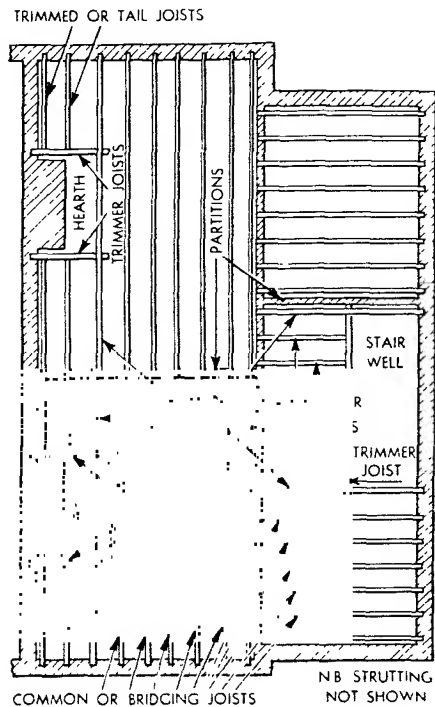 TRIMMED OR TAIL JOISTS
HEARTH
TRIMMER JOISTS
PARTITIONS
STAIR
WELL
R
S
TRIMMER
JOIST
N B STRUTTING
NOT SHOWN
COMMON OR BRIDGING JOISTS